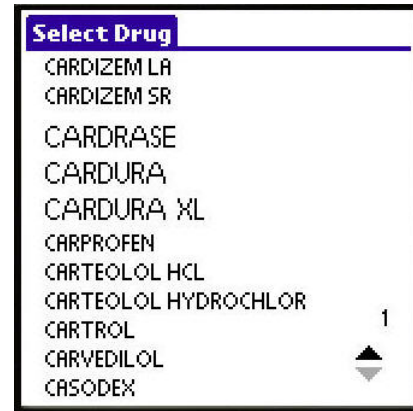 Select Drug
CARDIZEM LA
CARDIZEM SR
CARDRASE
CARDURA
CARDURA XL
CARPROFEN
CARTEOLOL HCL
CARTEOLOL HYDROCHLOR
CARTROL
1
CARVEDILOL
CASODEX